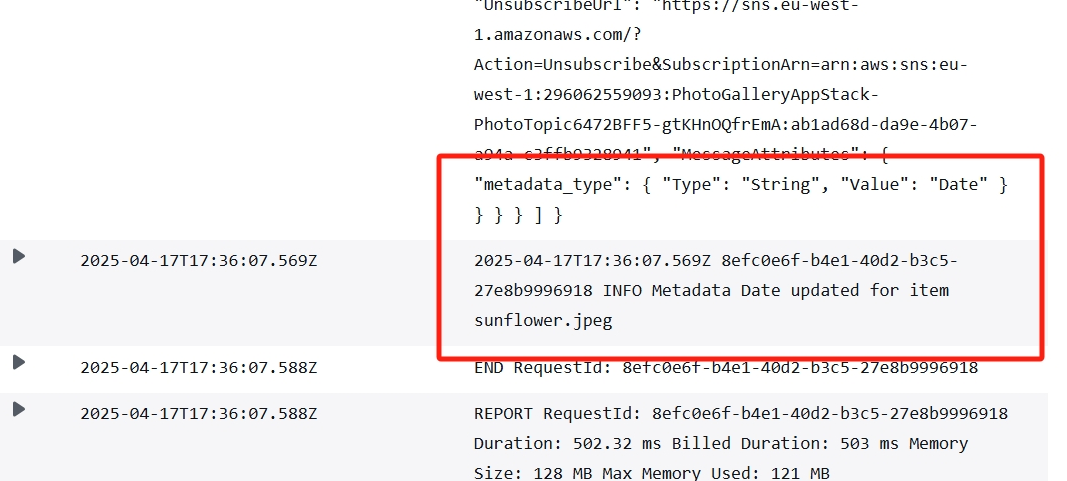 "UnsubscribeUrl": "https://sns.eu-west-
1.amazonaws.com/?
Action=Unsubscribe&SubscriptionArn=arn:aws:sns:eu-
west-1:296062559093:PhotoGalleryAppStack-
PhotoTopic6472BFF5-gtKHnOQfrEmA:ab1ad68d-da9e-4b07-
a94a-c3ffb9328941", "MessageAttributes": {
"metadata_type": { "Type": "String", "Value": "Date" }
} } } ] }
2025-04-17T17:36:07.569Z 2025-04-17T17:36:07.569Z 8efc0e6f-b4e1-40d2-b3c5-
27e8b9996918 INFO Metadata Date updated for item
sunflower.jpeg
2025-04-17T17:36:07.588Z END RequestId: 8efc0e6f-b4e1-40d2-b3c5-27e8b9996918
2025-04-17T17:36:07.588Z REPORT RequestId: 8efc0e6f-b4e1-40d2-b3c5-27e8b9996918
Duration: 502.32 ms Billed Duration: 503 ms Memory
Size: 128 MB Max Memory Used: 121 MB